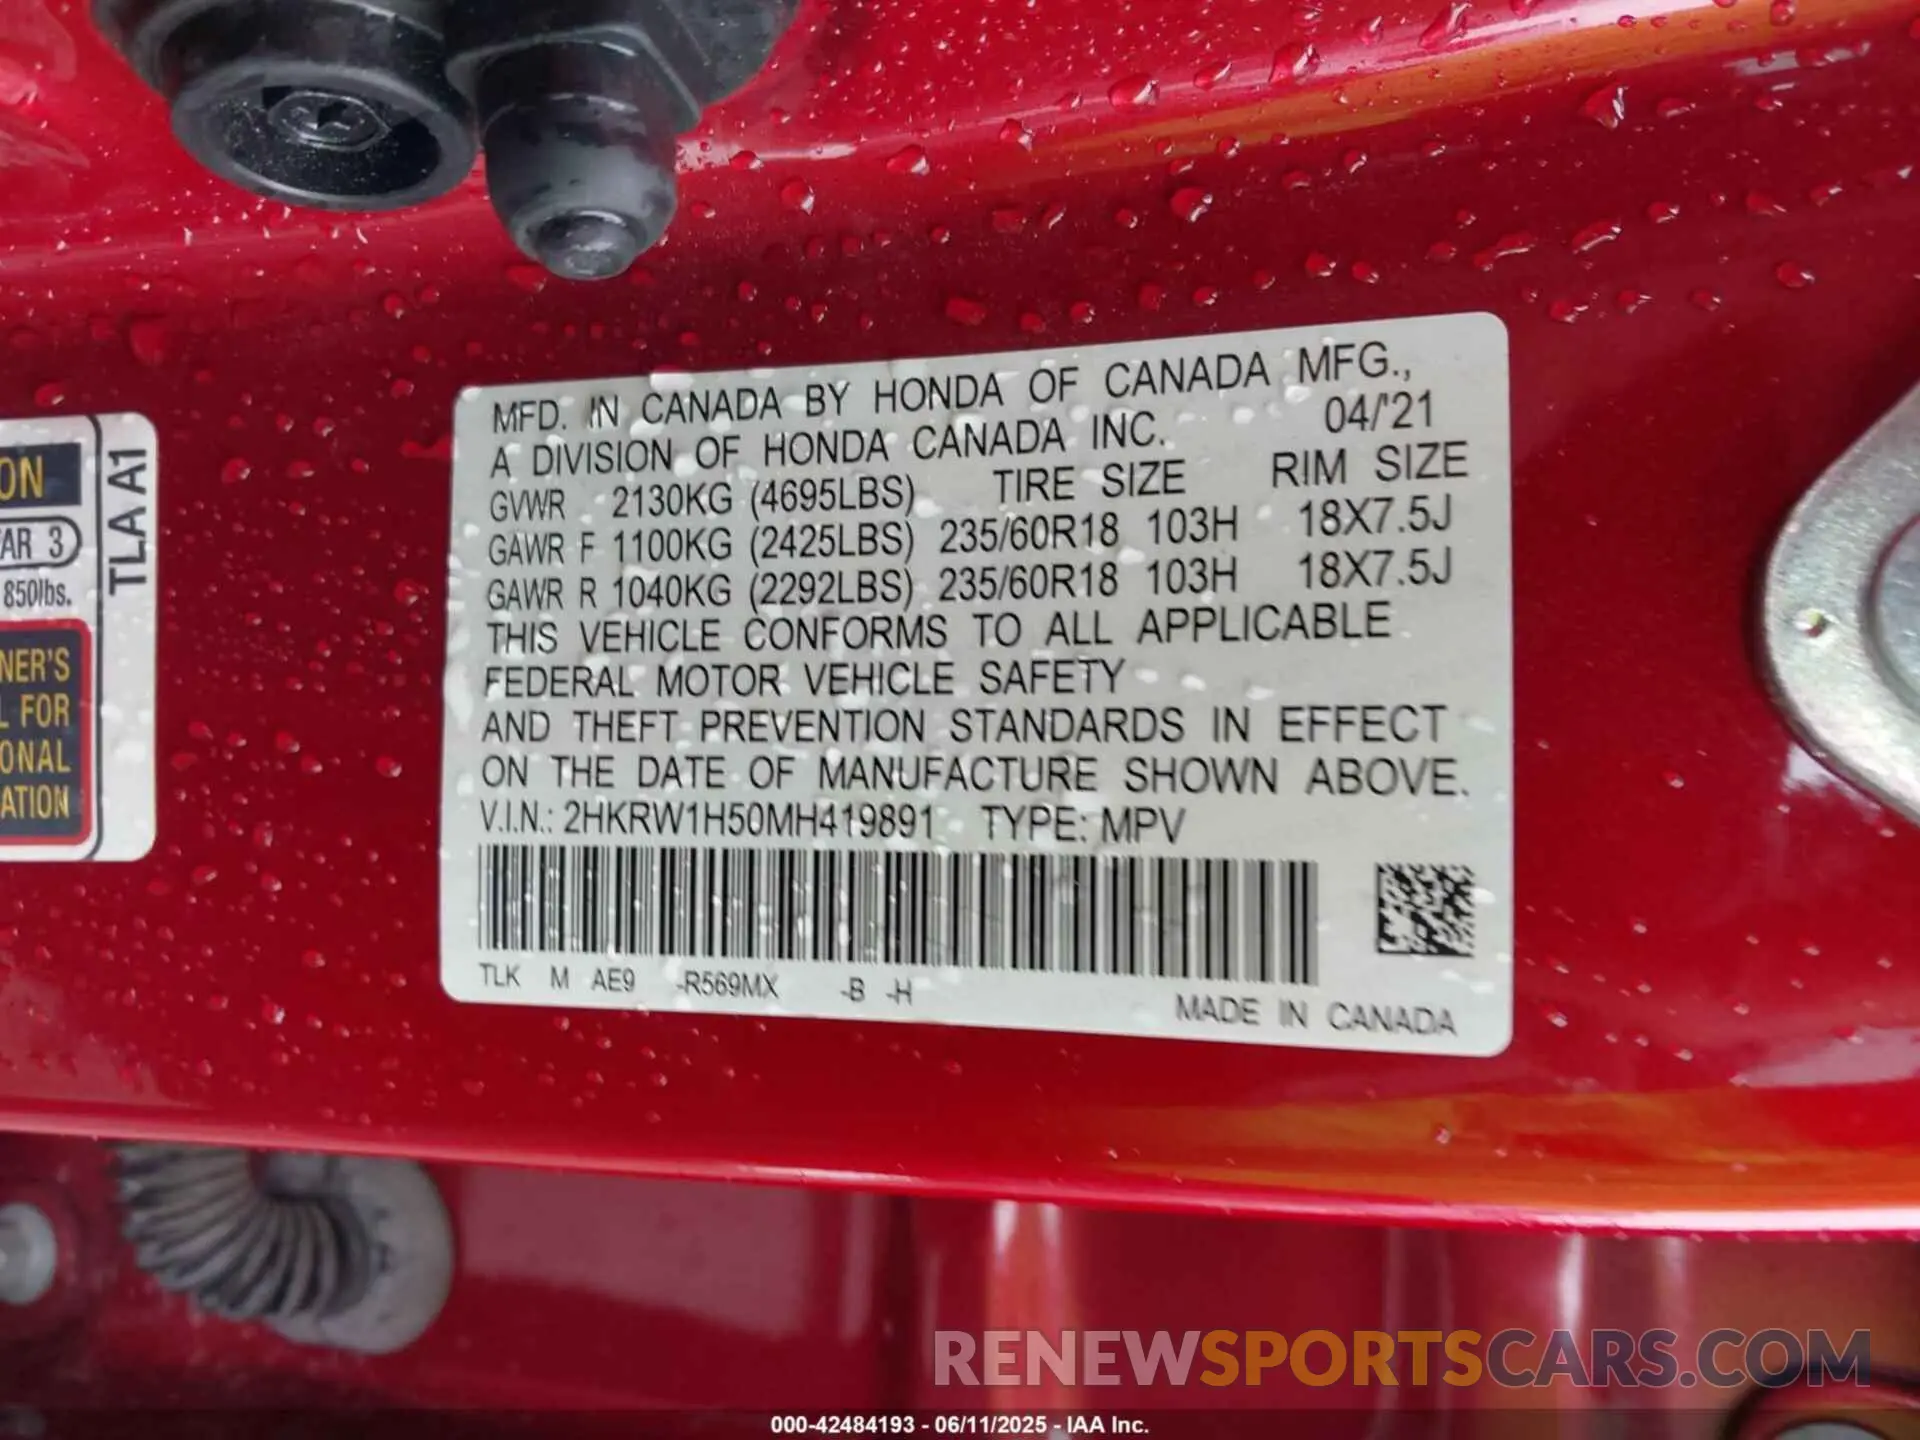 MFD. IN CANADA BY HONDA OF CANADA MFG.,
A DIVISION OF HONDA CANADA INC. 04/'21
GVWR 2130KG (4695LBS) TIRE SIZE RIM SIZE
GAWR F 1100KG (2425LBS) 235/60R18 103H 18X7.5J
GAWR R 1040KG (2292LBS) 235/60R18 103H 18X7.5J
THIS VEHICLE CONFORMS TO ALL APPLICABLE
FEDERAL MOTOR VEHICLE SAFETY
AND THEFT PREVENTION STANDARDS IN EFFECT
ON THE DATE OF MANUFACTURE SHOWN ABOVE.
V.I.N.: 2HKRW1H50MH419891 TYPE: MPV
TLK M AE9 -R569MX -B -H
MADE IN CANADA
ON
AR 3
850lbs.
NER'S
L FOR
ONAL
ATION
TLA A1
RENEWSPORTSCARS.COM
000-42484193 - 06/11/2025 - IAA Inc.